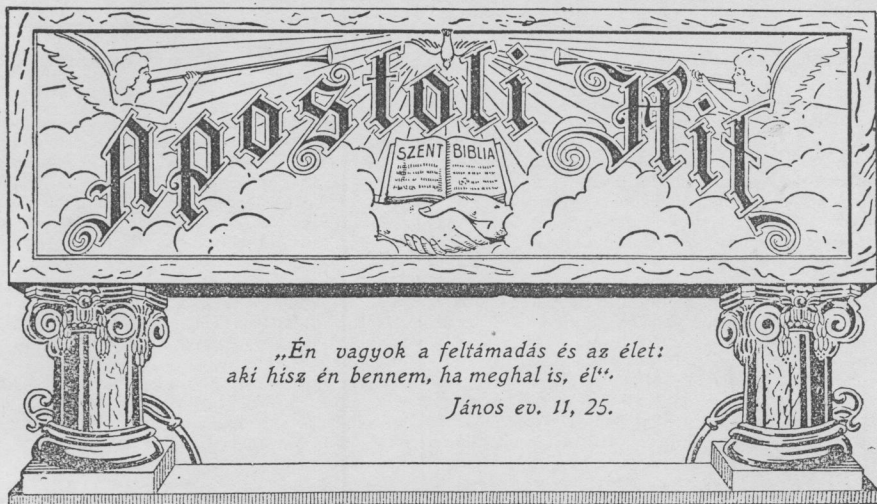 Apostoli Hit
SZENT BIBLIA
„Én vagyok a feltámadás és az élet:
aki hisz én bennem, ha meghal is, él“.
János ev. 11, 25.